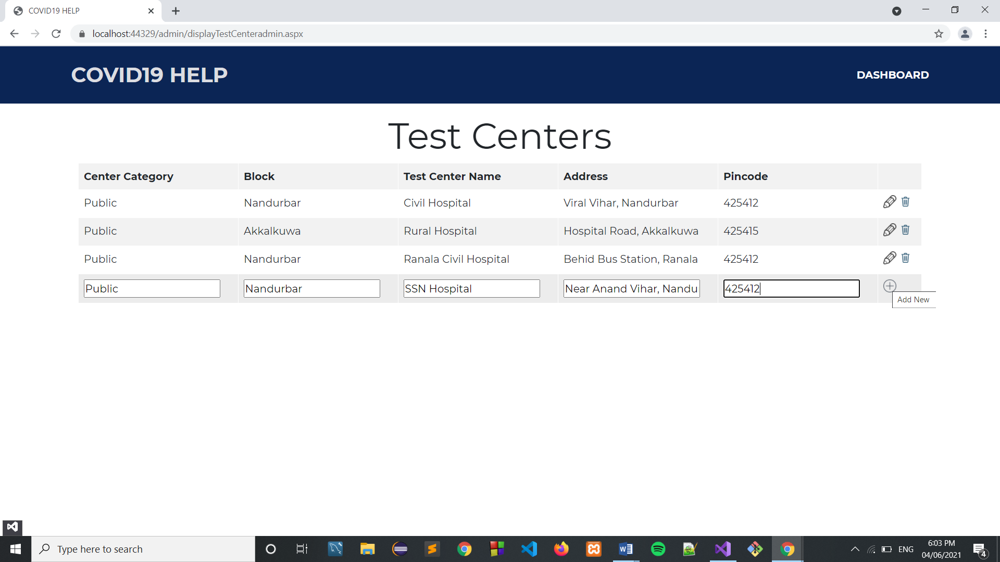 COVID19 HELP
localhost:44329/admin/displayTestCenteradmin.aspx
COVID19 HELP DASHBOARD
Test Centers
Center Category Block Test Center Name Address Pincode
Public Nandurbar Civil Hospital Viral Vihar, Nandurbar 425412
Public Akkalkuwa Rural Hospital Hospital Road, Akkalkuwa 425415
Public Nandurbar Ranala Civil Hospital Behid Bus Station, Ranala 425412
Public Nandurbar SSN Hospital Near Anand Vihar, Nandu 425412
Add New
Type here to search
ENG
6:03 PM
04/06/2021
4